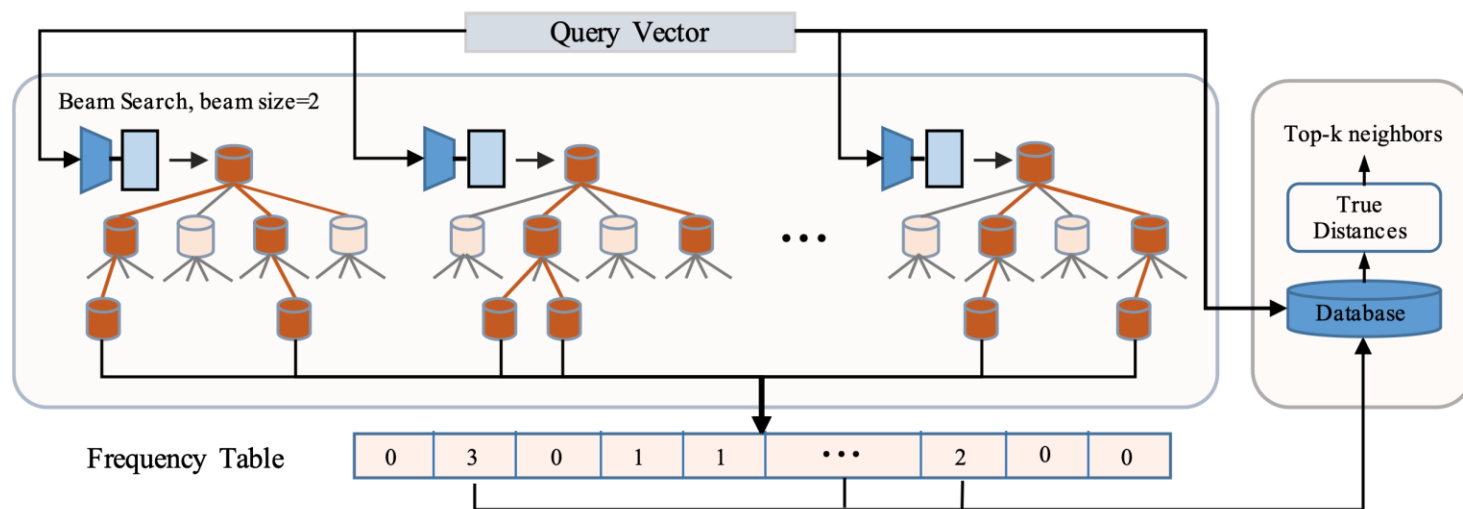 Query Vector
Beam Search, beam size=2
Top-k neighbors
True
Distances
•••
Database
Frequency Table
0 3 0 1 1 ••• 2 0 0